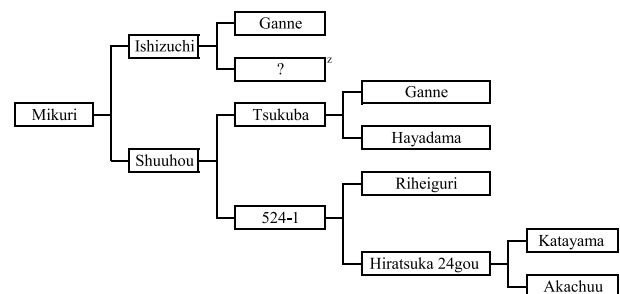 Ganne
Ishizuchi
? z
Mikuri
Tsukuba
Ganne
Hayadama
Shuuhou
Riheiguri
524-1
Hiratsuka 24gou
Katayama
Akachuu